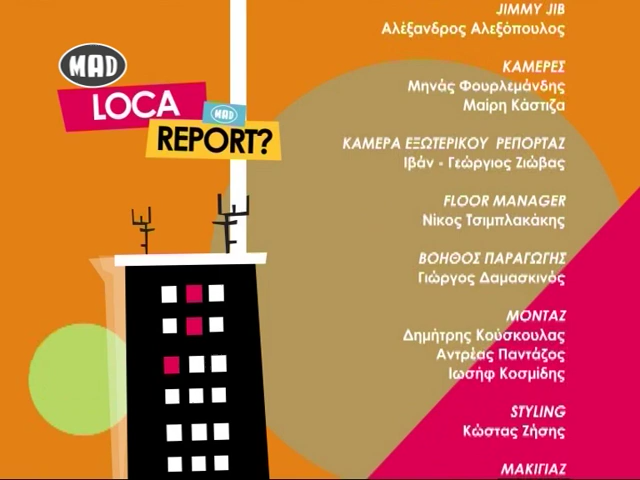 MAD
LOCA
MAD
REPORT?
JIMMY JIB
Αλέξανδρος Αλεξόπουλος
ΚΑΜΕΡΕΣ
Μηνάς Φουρλεμάνδης
Μαίρη Κάστιζα
ΚΑΜΕΡΑ ΕΞΩΤΕΡΙΚΟΥ ΡΕΠΟΡΤΑΖ
Ιβάν - Γεώργιος Ζιώβας
FLOOR MANAGER
Νίκος Τσιμπλακάκης
ΒΟΗΘΟΣ ΠΑΡΑΓΩΓΗΣ
Γιώργος Δαμασκινός
ΜΟΝΤΑΖ
Δημήτρης Κούσκουλας
Αντρέας Παντάζος
Ιωσήφ Κοσμίδης
STYLING
Κώστας Ζήσης
ΜΑΚΙΓΙΑΖ